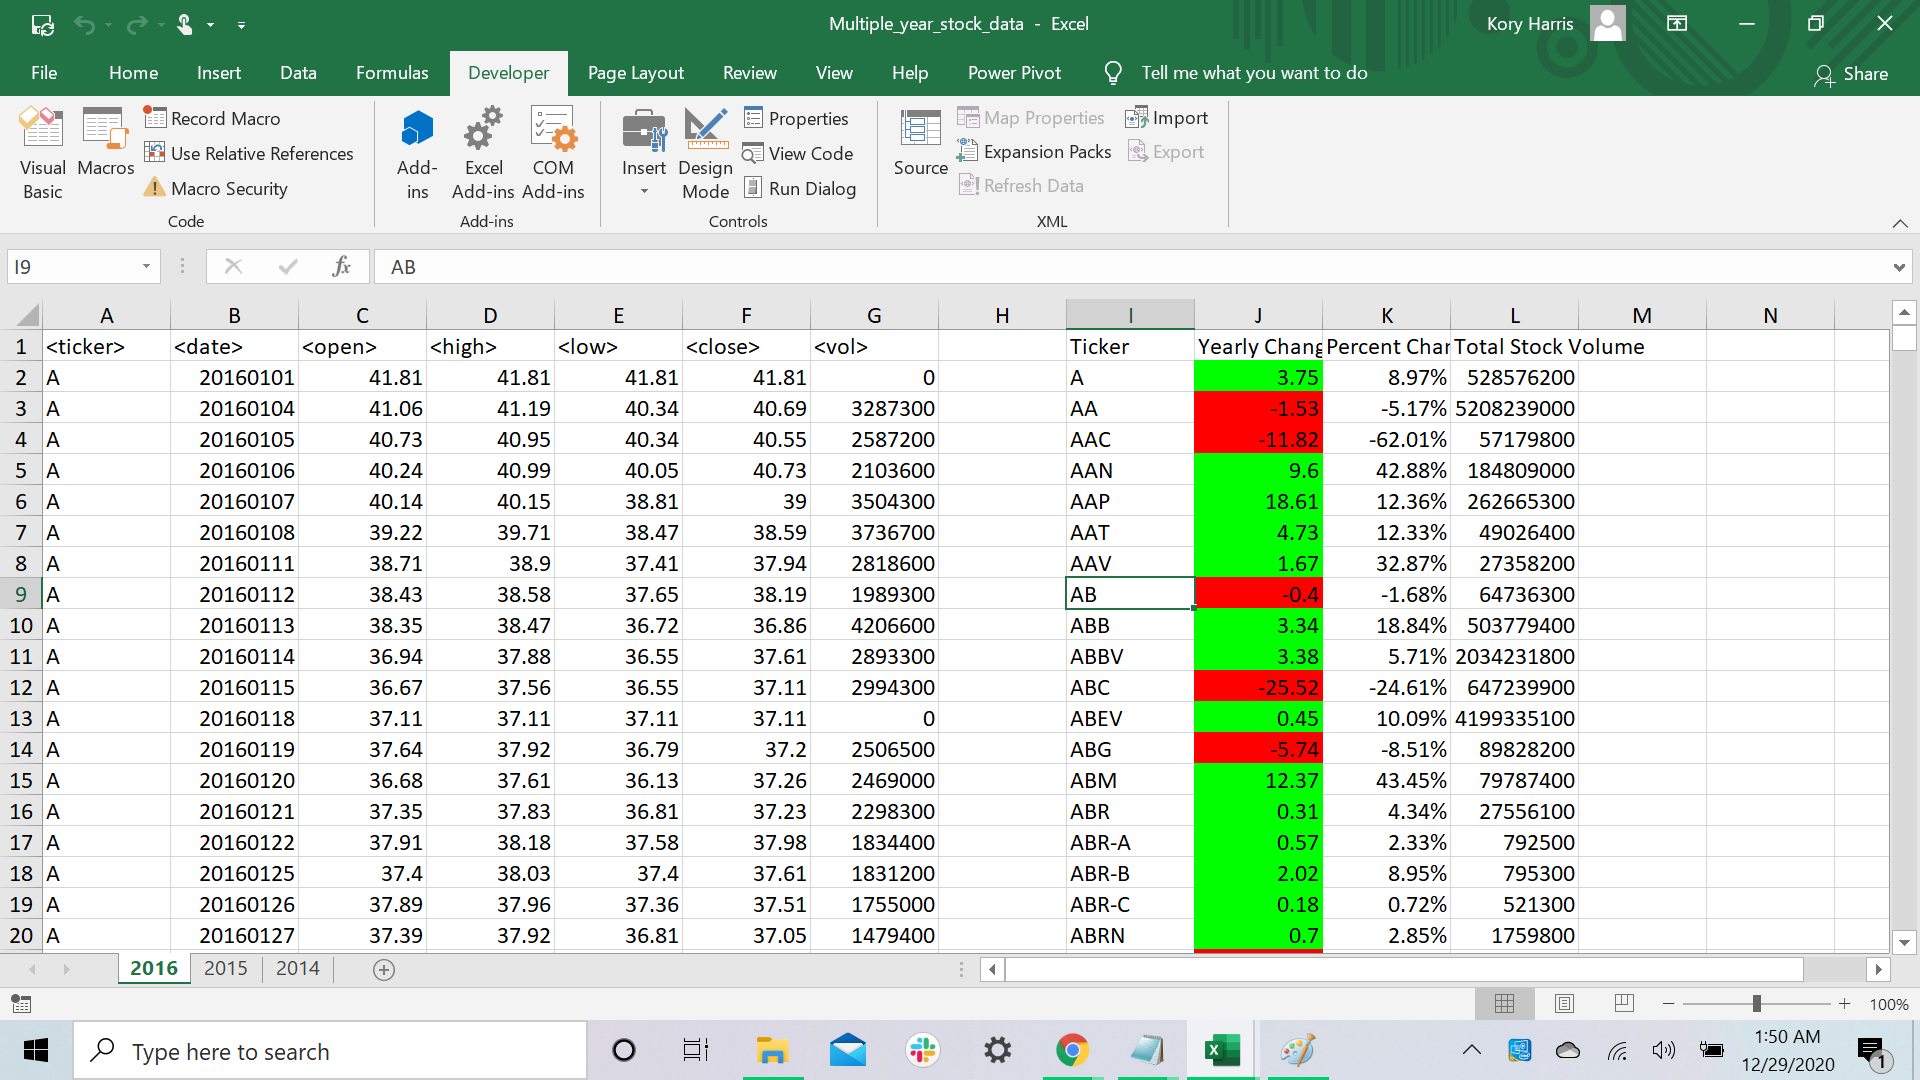 Multiple_year_stock_data - Excel
Kory Harris
File Home Insert Data Formulas Developer Page Layout Review View Help Power Pivot Tell me what you want to do Share
Visual Basic
Macros
Record Macro
Use Relative References
Macro Security
Code
Add-ins
Excel Add-ins
COM Add-ins
Add-ins
Insert
Design Mode
Properties
View Code
Run Dialog
Controls
Source
Map Properties
Expansion Packs
Refresh Data
Import
Export
XML
I9 fx AB
A B C D E F G H I J K L M N
1 <ticker> <date> <open> <high> <low> <close> <vol> Ticker Yearly Chang Percent Char Total Stock Volume
2 A 20160101 41.81 41.81 41.81 41.81 0 A 3.75 8.97% 528576200
3 A 20160104 41.06 41.19 40.34 40.69 3287300 AA -1.53 -5.17% 5208239000
4 A 20160105 40.73 40.95 40.34 40.55 2587200 AAC -11.82 -62.01% 57179800
5 A 20160106 40.24 40.99 40.05 40.73 2103600 AAN 9.6 42.88% 184809000
6 A 20160107 40.14 40.15 38.81 39 3504300 AAP 18.61 12.36% 262665300
7 A 20160108 39.22 39.71 38.47 38.59 3736700 AAT 4.73 12.33% 49026400
8 A 20160111 38.71 38.9 37.41 37.94 2818600 AAV 1.67 32.87% 27358200
9 A 20160112 38.43 38.58 37.65 38.19 1989300 AB -0.4 -1.68% 64736300
10 A 20160113 38.35 38.47 36.72 36.86 4206600 ABB 3.34 18.84% 503779400
11 A 20160114 36.94 37.88 36.55 37.61 2893300 ABBV 3.38 5.71% 2034231800
12 A 20160115 36.67 37.56 36.55 37.11 2994300 ABC -25.52 -24.61% 647239900
13 A 20160118 37.11 37.11 37.11 37.11 0 ABEV 0.45 10.09% 4199335100
14 A 20160119 37.64 37.92 36.79 37.2 2506500 ABG -5.74 -8.51% 89828200
15 A 20160120 36.68 37.61 36.13 37.26 2469000 ABM 12.37 43.45% 79787400
16 A 20160121 37.35 37.83 36.81 37.23 2298300 ABR 0.31 4.34% 27556100
17 A 20160122 37.91 38.18 37.58 37.98 1834400 ABR-A 0.57 2.33% 792500
18 A 20160125 37.4 38.03 37.4 37.61 1831200 ABR-B 2.02 8.95% 795300
19 A 20160126 37.89 37.96 37.36 37.51 1755000 ABR-C 0.18 0.72% 521300
20 A 20160127 37.39 37.92 36.81 37.05 1479400 ABRN 0.7 2.85% 1759800
2016 2015 2014
100%
Type here to search
1:50 AM
12/29/2020
1